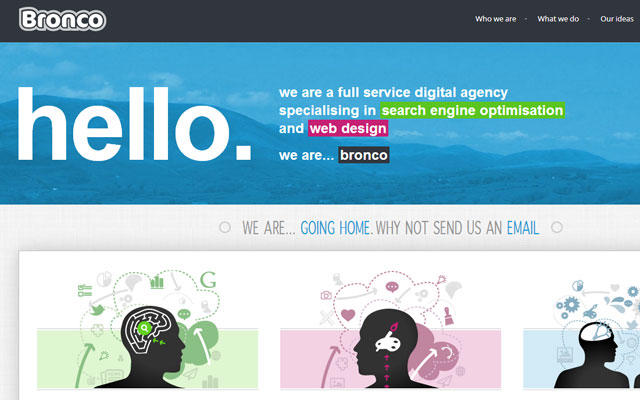 Bronco
Who we are - What we do - Our ideas
hello.
we are a full service digital agency
specialising in search engine optimisation
and web design
we are... bronco
WE ARE... GOING HOME. WHY NOT SEND US AN EMAIL
G